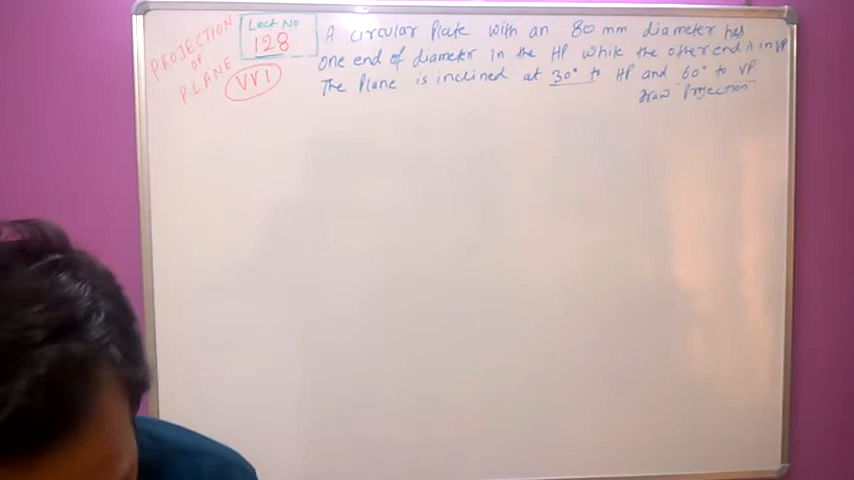 PROJECTION
OF
PLANE
VVI
Lect No
128
A circular Plate with an 80 mm diameter has
one end of diameter in the HP while the other end is in VP
The Plane is inclined at 30° to HP and 60° to VP
Draw Projection